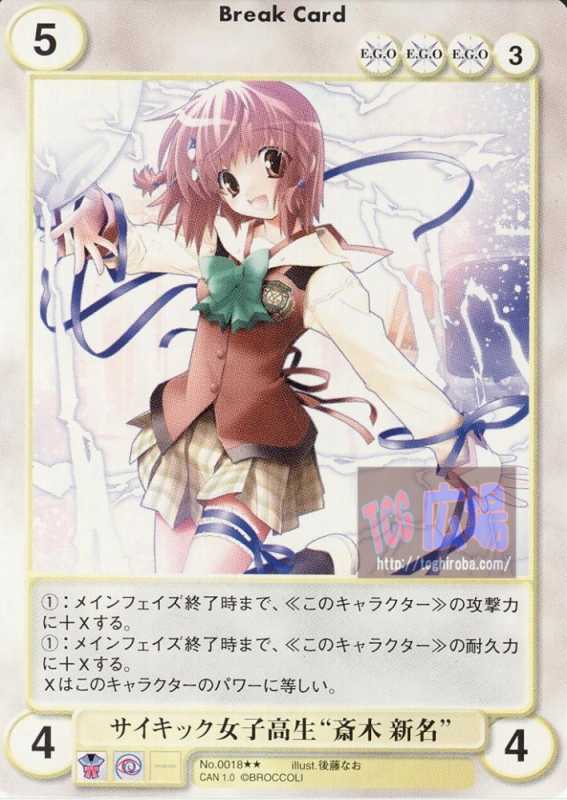 Break Card
5
E.G.O E.G.O E.G.O 3
TCG 広場
http://tcghiroba.com/
①：メインフェイズ終了時まで、≪このキャラクター≫の攻撃力
に＋Xする。
①：メインフェイズ終了時まで、≪このキャラクター≫の耐久力
に＋Xする。
Xはこのキャラクターのパワーに等しい。
サイキック女子高生“斎木 新名”
4
4
No.0018★★ illust.後藤なお
CAN 1.0 ©BROCCOLI